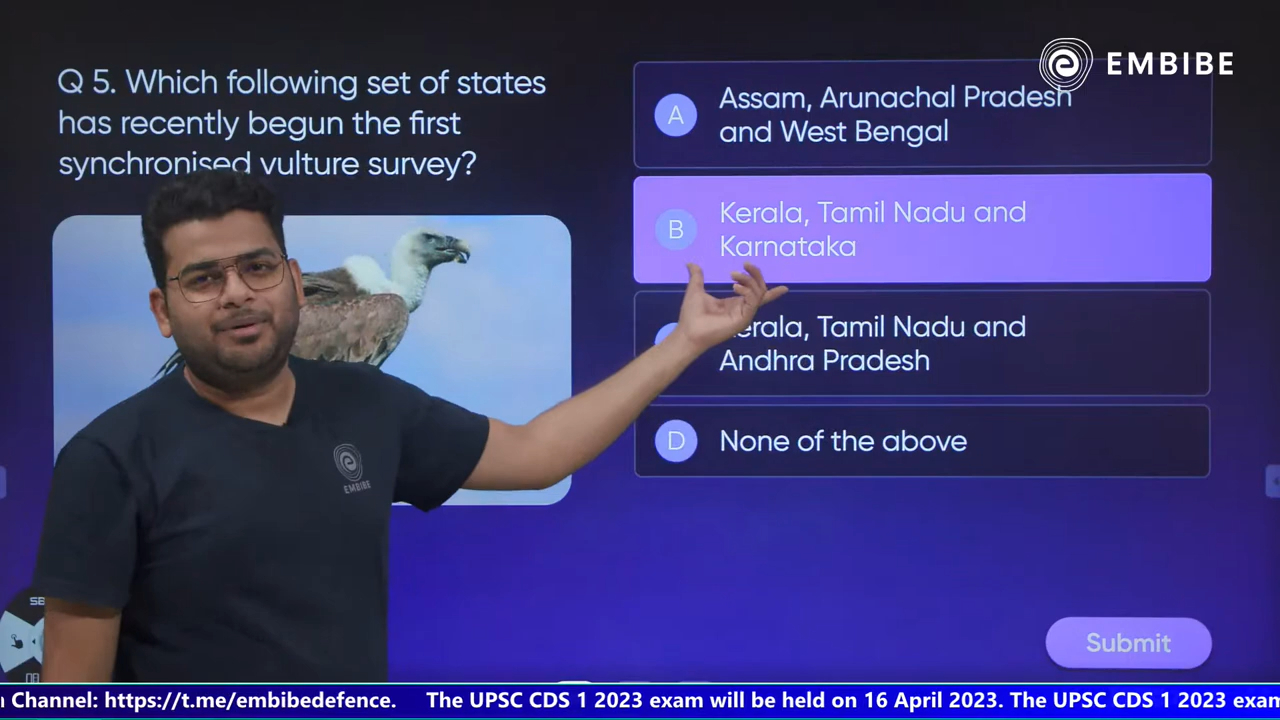 EMBIBE
Q 5. Which following set of states
has recently begun the first
synchronised vulture survey?
A
Assam, Arunachal Pradesh
and West Bengal
B
Kerala, Tamil Nadu and
Karnataka
Kerala, Tamil Nadu and
Andhra Pradesh
D
None of the above
EMBIBE
Submit
Channel: https://t.me/embibedefence. The UPSC CDS 1 2023 exam will be held on 16 April 2023. The UPSC CDS 1 2023